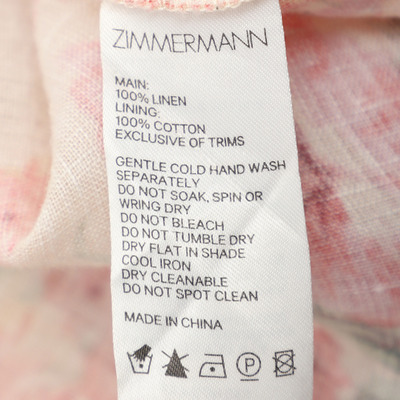 ZIMMERMANN
MAIN:
100% LINEN
LINING:
100% COTTON
EXCLUSIVE OF TRIMS
GENTLE COLD HAND WASH
SEPARATELY
DO NOT SOAK, SPIN OR
WRING DRY
DO NOT BLEACH
DO NOT TUMBLE DRY
DRY FLAT IN SHADE
COOL IRON
DRY CLEANABLE
DO NOT SPOT CLEAN
MADE IN CHINA
P